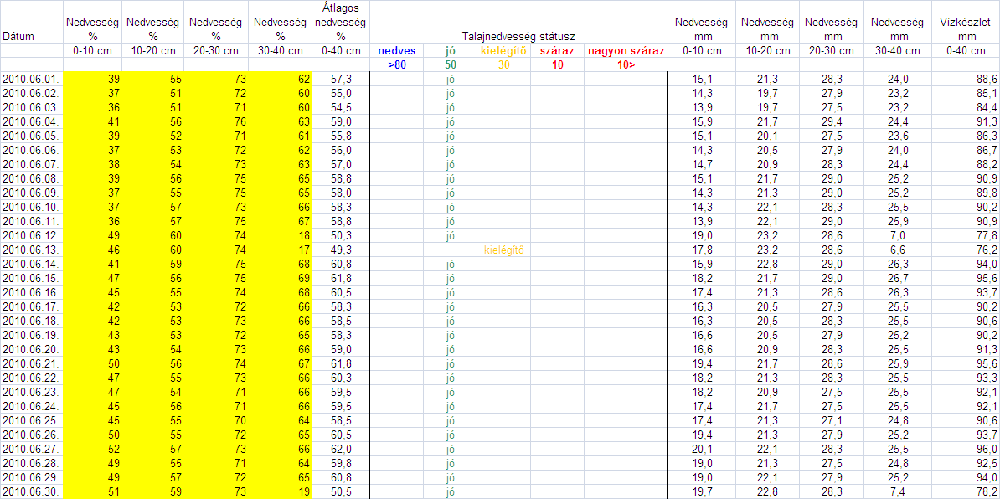 Átlagos
Nedvesség Nedvesség Nedvesség Nedvesség nedvesség Nedvesség Nedvesség Nedvesség Nedvesség Vízkészlet
Dátum % % % % % Talajnedvesség státusz mm mm mm mm mm
0-10 cm 10-20 cm 20-30 cm 30-40 cm 0-40 cm nedves jó kielégítő száraz nagyon száraz 0-10 cm 10-20 cm 20-30 cm 30-40 cm 0-40 cm
>80 50 30 10 10>
2010.06.01. 39 55 73 62 57,3 jó 15,1 21,3 28,3 24,0 88,6
2010.06.02. 37 51 72 60 55,0 jó 14,3 19,7 27,9 23,2 85,1
2010.06.03. 36 51 71 60 54,5 jó 13,9 19,7 27,5 23,2 84,4
2010.06.04. 41 56 76 63 59,0 jó 15,9 21,7 29,4 24,4 91,3
2010.06.05. 39 52 71 61 55,8 jó 15,1 20,1 27,5 23,6 86,3
2010.06.06. 37 53 72 62 56,0 jó 14,3 20,5 27,9 24,0 86,7
2010.06.07. 38 54 73 63 57,0 jó 14,7 20,9 28,3 24,4 88,2
2010.06.08. 39 56 75 65 58,8 jó 15,1 21,7 29,0 25,2 90,9
2010.06.09. 37 55 75 65 58,0 jó 14,3 21,3 29,0 25,2 89,8
2010.06.10. 37 57 73 66 58,3 jó 14,3 22,1 28,3 25,5 90,2
2010.06.11. 36 57 75 67 58,8 jó 13,9 22,1 29,0 25,9 90,9
2010.06.12. 49 60 74 18 50,3 jó 19,0 23,2 28,6 7,0 77,8
2010.06.13. 46 60 74 17 49,3 kielégítő 17,8 23,2 28,6 6,6 76,2
2010.06.14. 41 59 75 68 60,8 jó 15,9 22,8 29,0 26,3 94,0
2010.06.15. 47 56 75 69 61,8 jó 18,2 21,7 29,0 26,7 95,6
2010.06.16. 45 55 74 68 60,5 jó 17,4 21,3 28,6 26,3 93,7
2010.06.17. 42 53 72 66 58,3 jó 16,3 20,5 27,9 25,5 90,2
2010.06.18. 42 53 73 66 58,5 jó 16,3 20,5 28,3 25,5 90,6
2010.06.19. 43 53 72 65 58,3 jó 16,6 20,5 27,9 25,2 90,2
2010.06.20. 43 54 73 66 59,0 jó 16,6 20,9 28,3 25,5 91,3
2010.06.21. 50 56 74 67 61,8 jó 19,4 21,7 28,6 25,9 95,6
2010.06.22. 47 55 73 66 60,3 jó 18,2 21,3 28,3 25,5 93,3
2010.06.23. 47 54 71 66 59,5 jó 18,2 20,9 27,5 25,5 92,1
2010.06.24. 45 56 71 66 59,5 jó 17,4 21,7 27,5 25,5 92,1
2010.06.25. 45 55 70 64 58,5 jó 17,4 21,3 27,1 24,8 90,6
2010.06.26. 50 55 72 65 60,5 jó 19,4 21,3 27,9 25,2 93,7
2010.06.27. 52 57 73 66 62,0 jó 20,1 22,1 28,3 25,5 96,0
2010.06.28. 49 55 71 64 59,8 jó 19,0 21,3 27,5 24,8 92,5
2010.06.29. 49 57 72 65 60,8 jó 19,0 22,1 27,9 25,2 94,0
2010.06.30. 51 59 73 19 50,5 jó 19,7 22,8 28,3 7,4 78,2